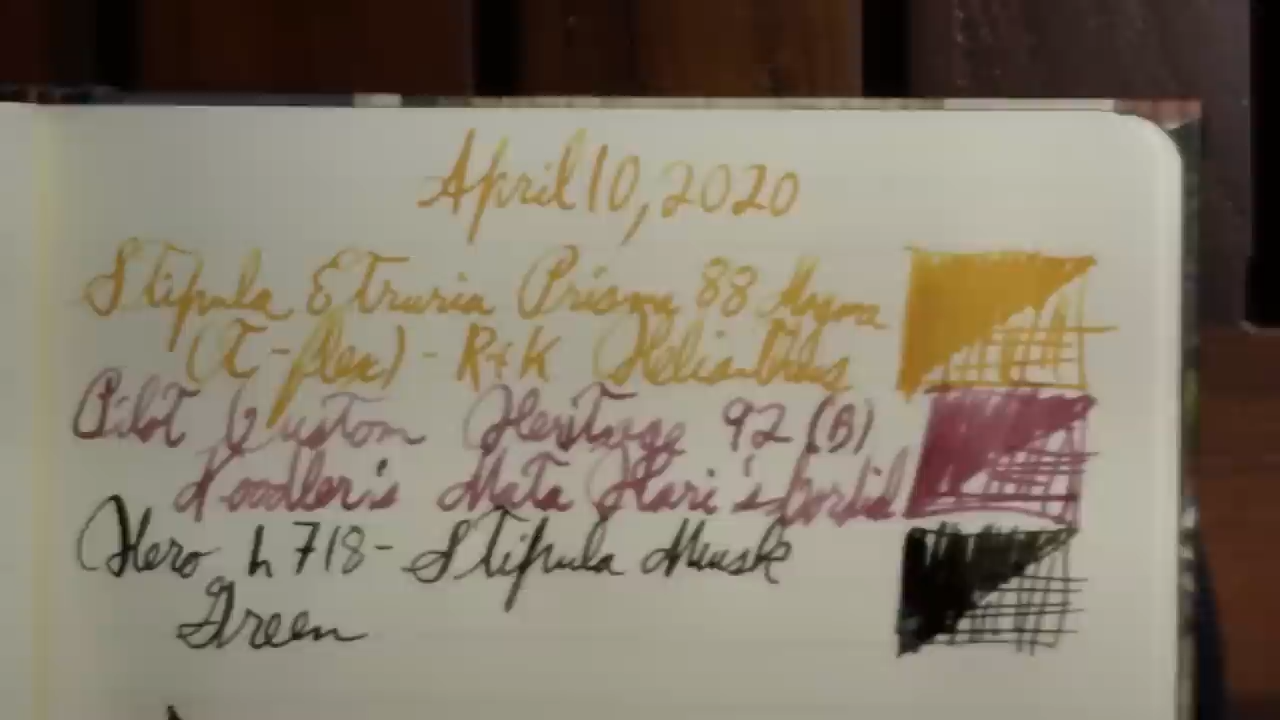 April 10, 2020
Stipula Etruria Prisma 88 Magma
(T-flex) - R+K Helianthus
Pilot Custom Heritage 92 (B)
Noodler's Mata Hari's Cordial
Hero h 718 - Stipula Musk
Green